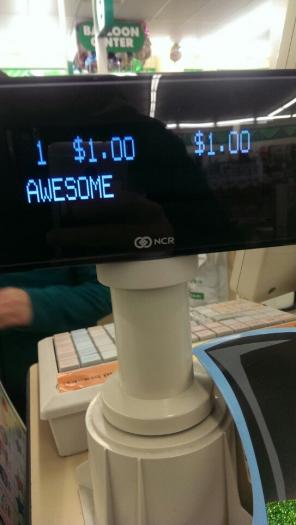 BALLOON
CENTER
1 $1.00 $1.00
AWESOME
NCR